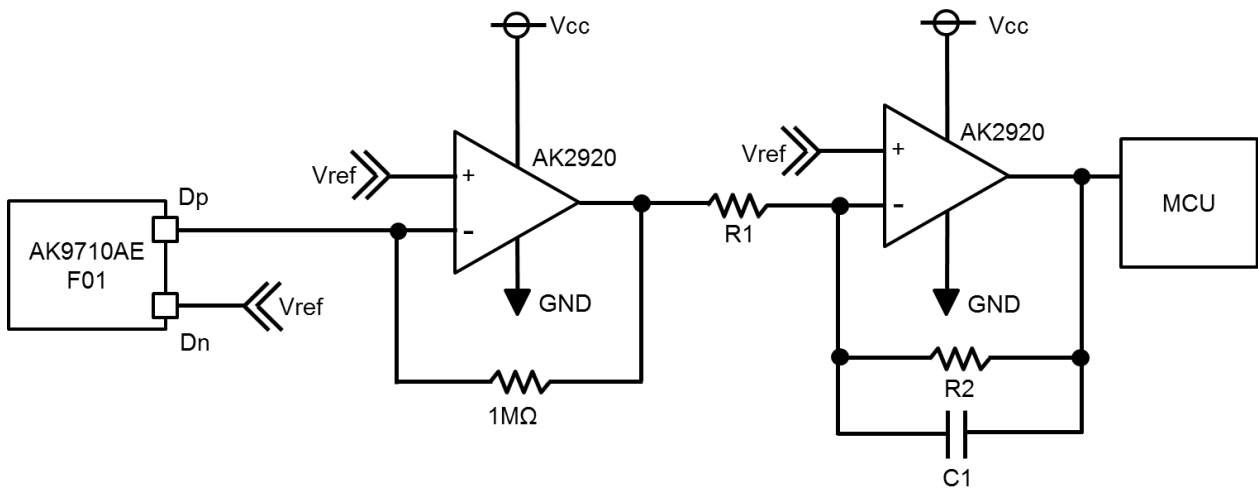 Vcc
Vcc
AK2920
AK2920
Vref
+
-
Vref
+
-
Dp
AK9710AE
F01
Vref
Dn
R1
MCU
GND
GND
1MΩ
R2
C1